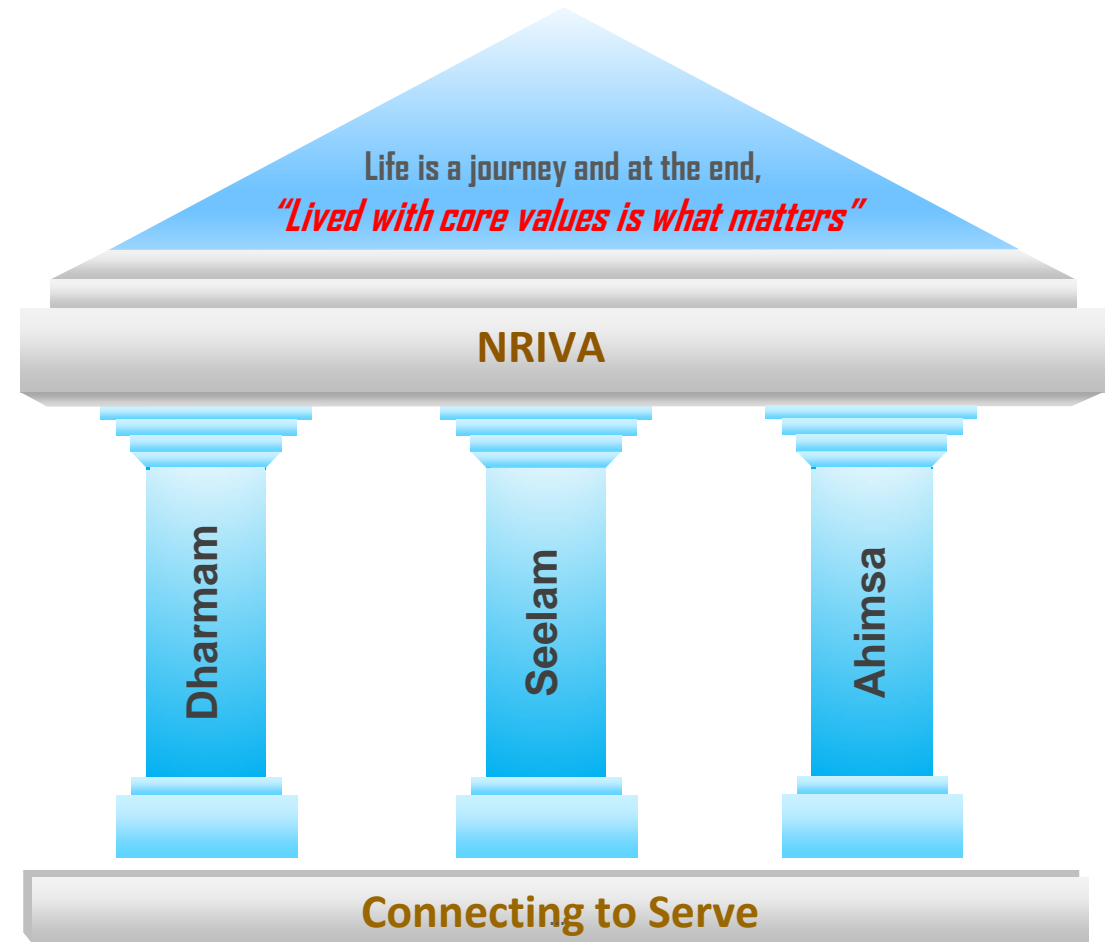 Life is a journey and at the end,
“Lived with core values is what matters”
NRIVA
Dharmam
Seelam
Ahimsa
Connecting to Serve